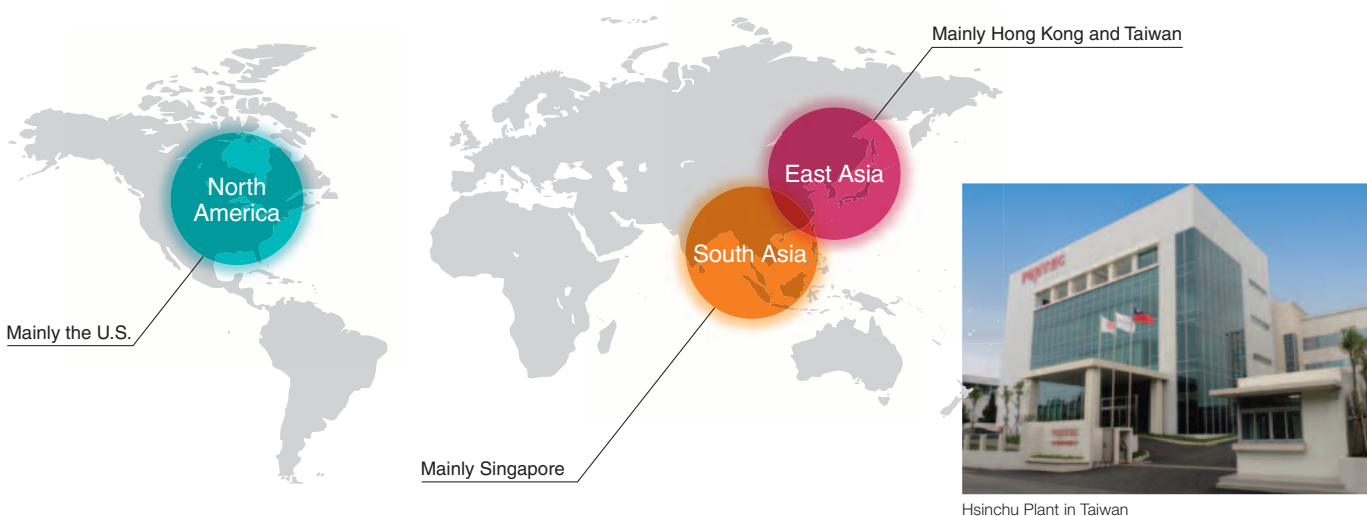 Mainly Hong Kong and Taiwan
North
America
East Asia
South Asia
Mainly the U.S.
Mainly Singapore
Hsinchu Plant in Taiwan